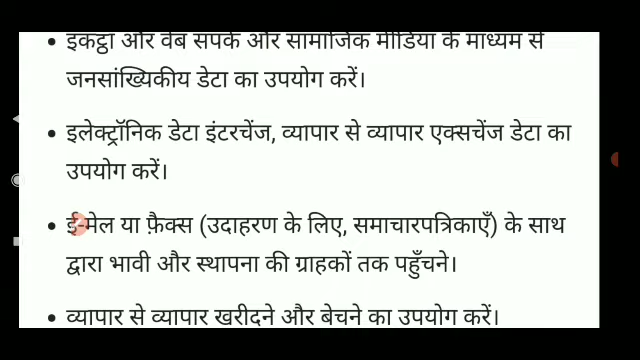 इकट्ठा और वेब संपर्क और सामाजिक मीडिया के माध्यम से
जनसांख्यिकीय डेटा का उपयोग करें।
इलेक्ट्रॉनिक डेटा इंटरचेंज, व्यापार से व्यापार एक्सचेंज डेटा का
उपयोग करें।
ई-मेल या फ़ैक्स (उदाहरण के लिए, समाचारपत्रिकाएँ) के साथ
द्वारा भावी और स्थापना की ग्राहकों तक पहुँचने।
व्यापार से व्यापार खरीदने और बेचने का उपयोग करें।